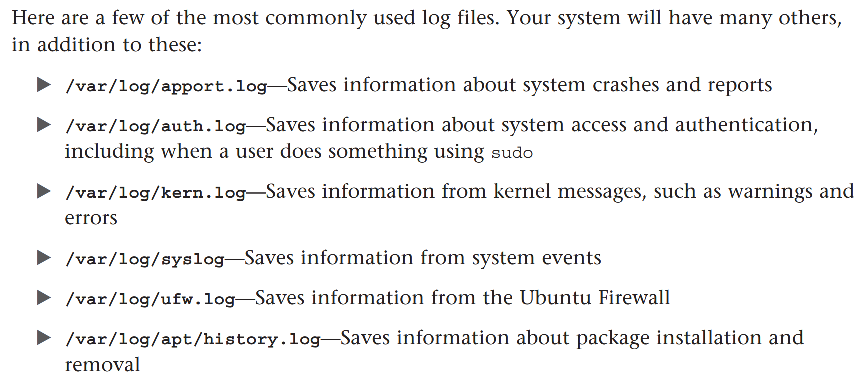 Here are a few of the most commonly used log files. Your system will have many others,
in addition to these:
▶ /var/log/apport.log—Saves information about system crashes and reports
▶ /var/log/auth.log—Saves information about system access and authentication,
including when a user does something using sudo
▶ /var/log/kern.log—Saves information from kernel messages, such as warnings and
errors
▶ /var/log/syslog—Saves information from system events
▶ /var/log/ufw.log—Saves information from the Ubuntu Firewall
▶ /var/log/apt/history.log—Saves information about package installation and
removal